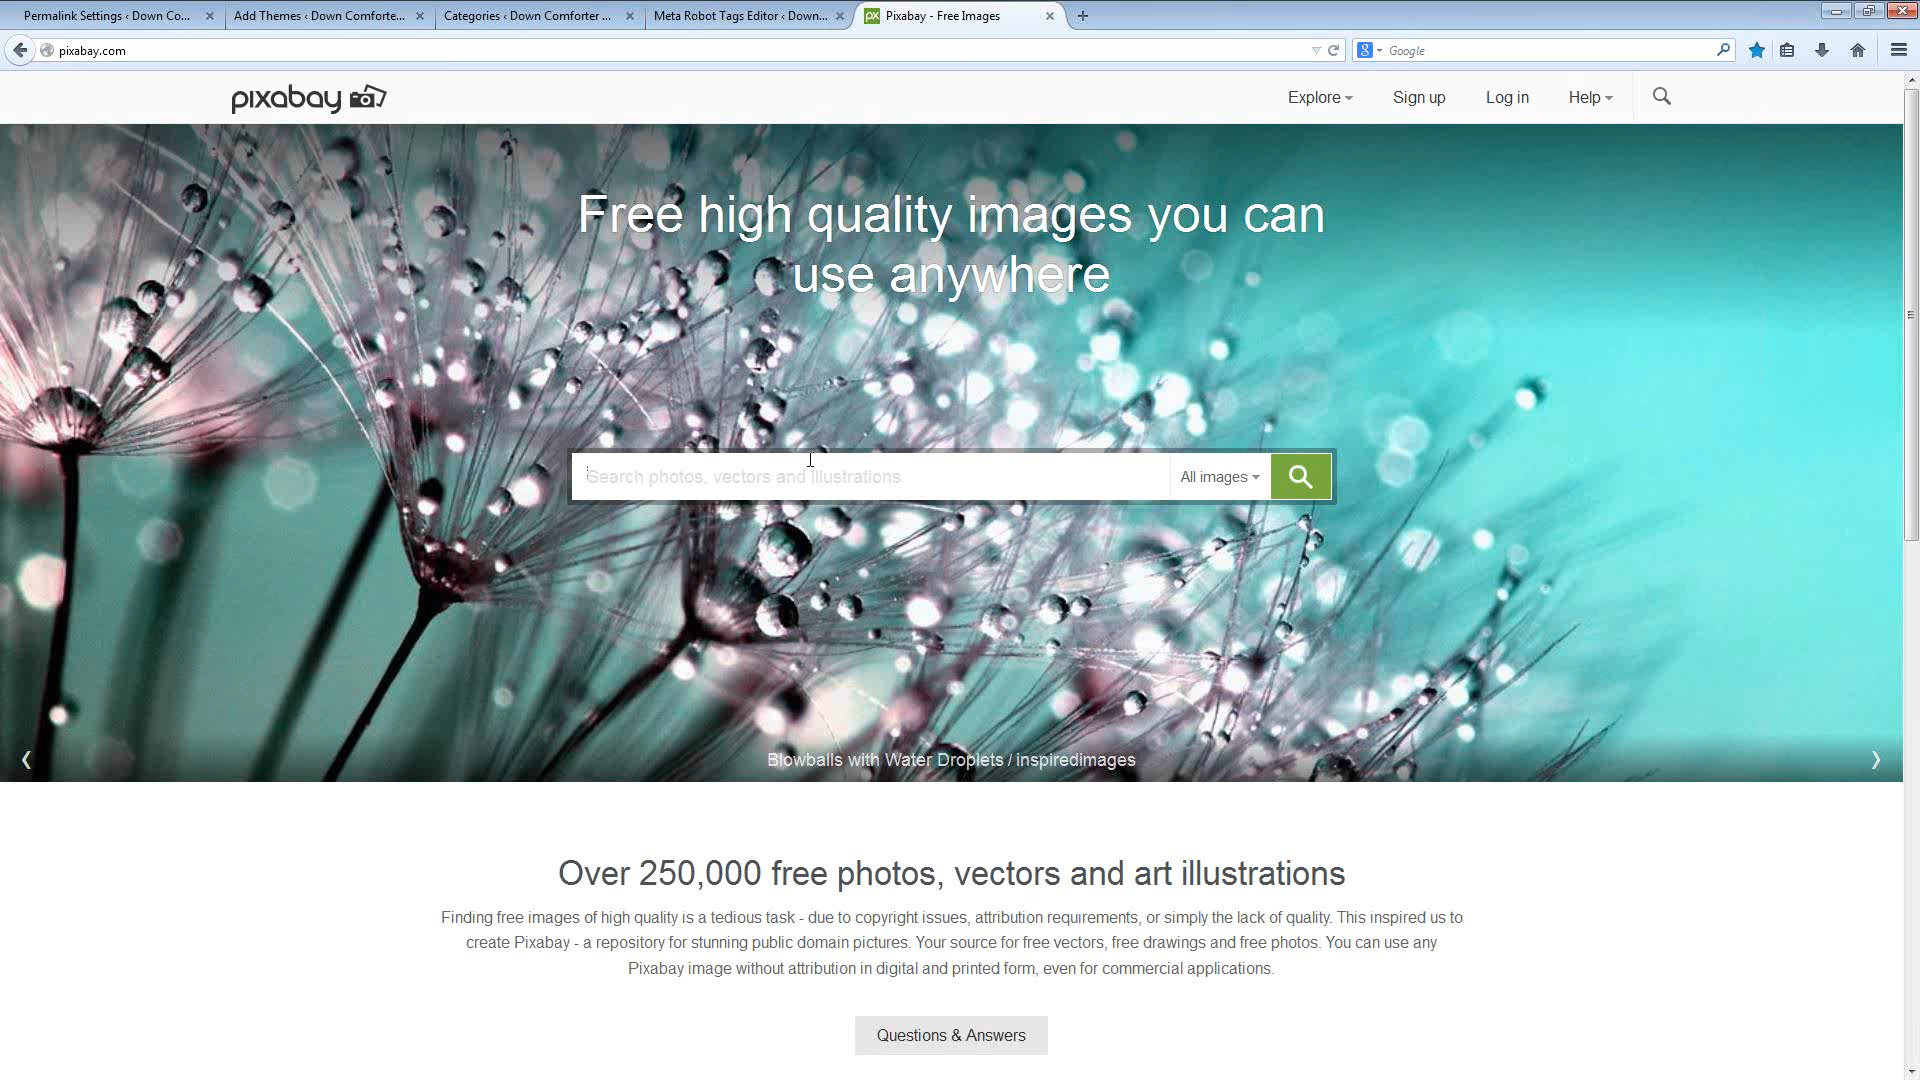 Permalink Settings ‹ Down Co...
Add Themes ‹ Down Comforte...
Categories ‹ Down Comforter ...
Meta Robot Tags Editor ‹ Down...
px Pixabay - Free Images
pixabay.com
8 Google
pixabay
Explore
Sign up
Log in
Help
Free high quality images you can
use anywhere
Search photos, vectors and illustrations
All images
Blowballs with Water Droplets / inspiredimages
Over 250,000 free photos, vectors and art illustrations
Finding free images of high quality is a tedious task - due to copyright issues, attribution requirements, or simply the lack of quality. This inspired us to
create Pixabay - a repository for stunning public domain pictures. Your source for free vectors, free drawings and free photos. You can use any
Pixabay image without attribution in digital and printed form, even for commercial applications.
Questions & Answers